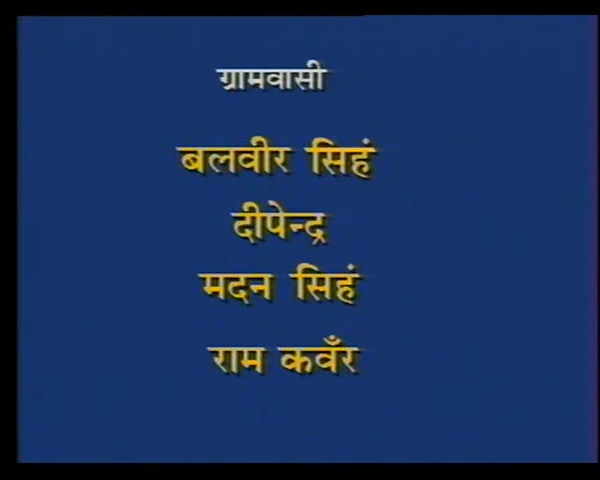 ग्रामवासी
बलवीर सिहं
दीपेन्द्र
मदन सिहं
राम कवँर